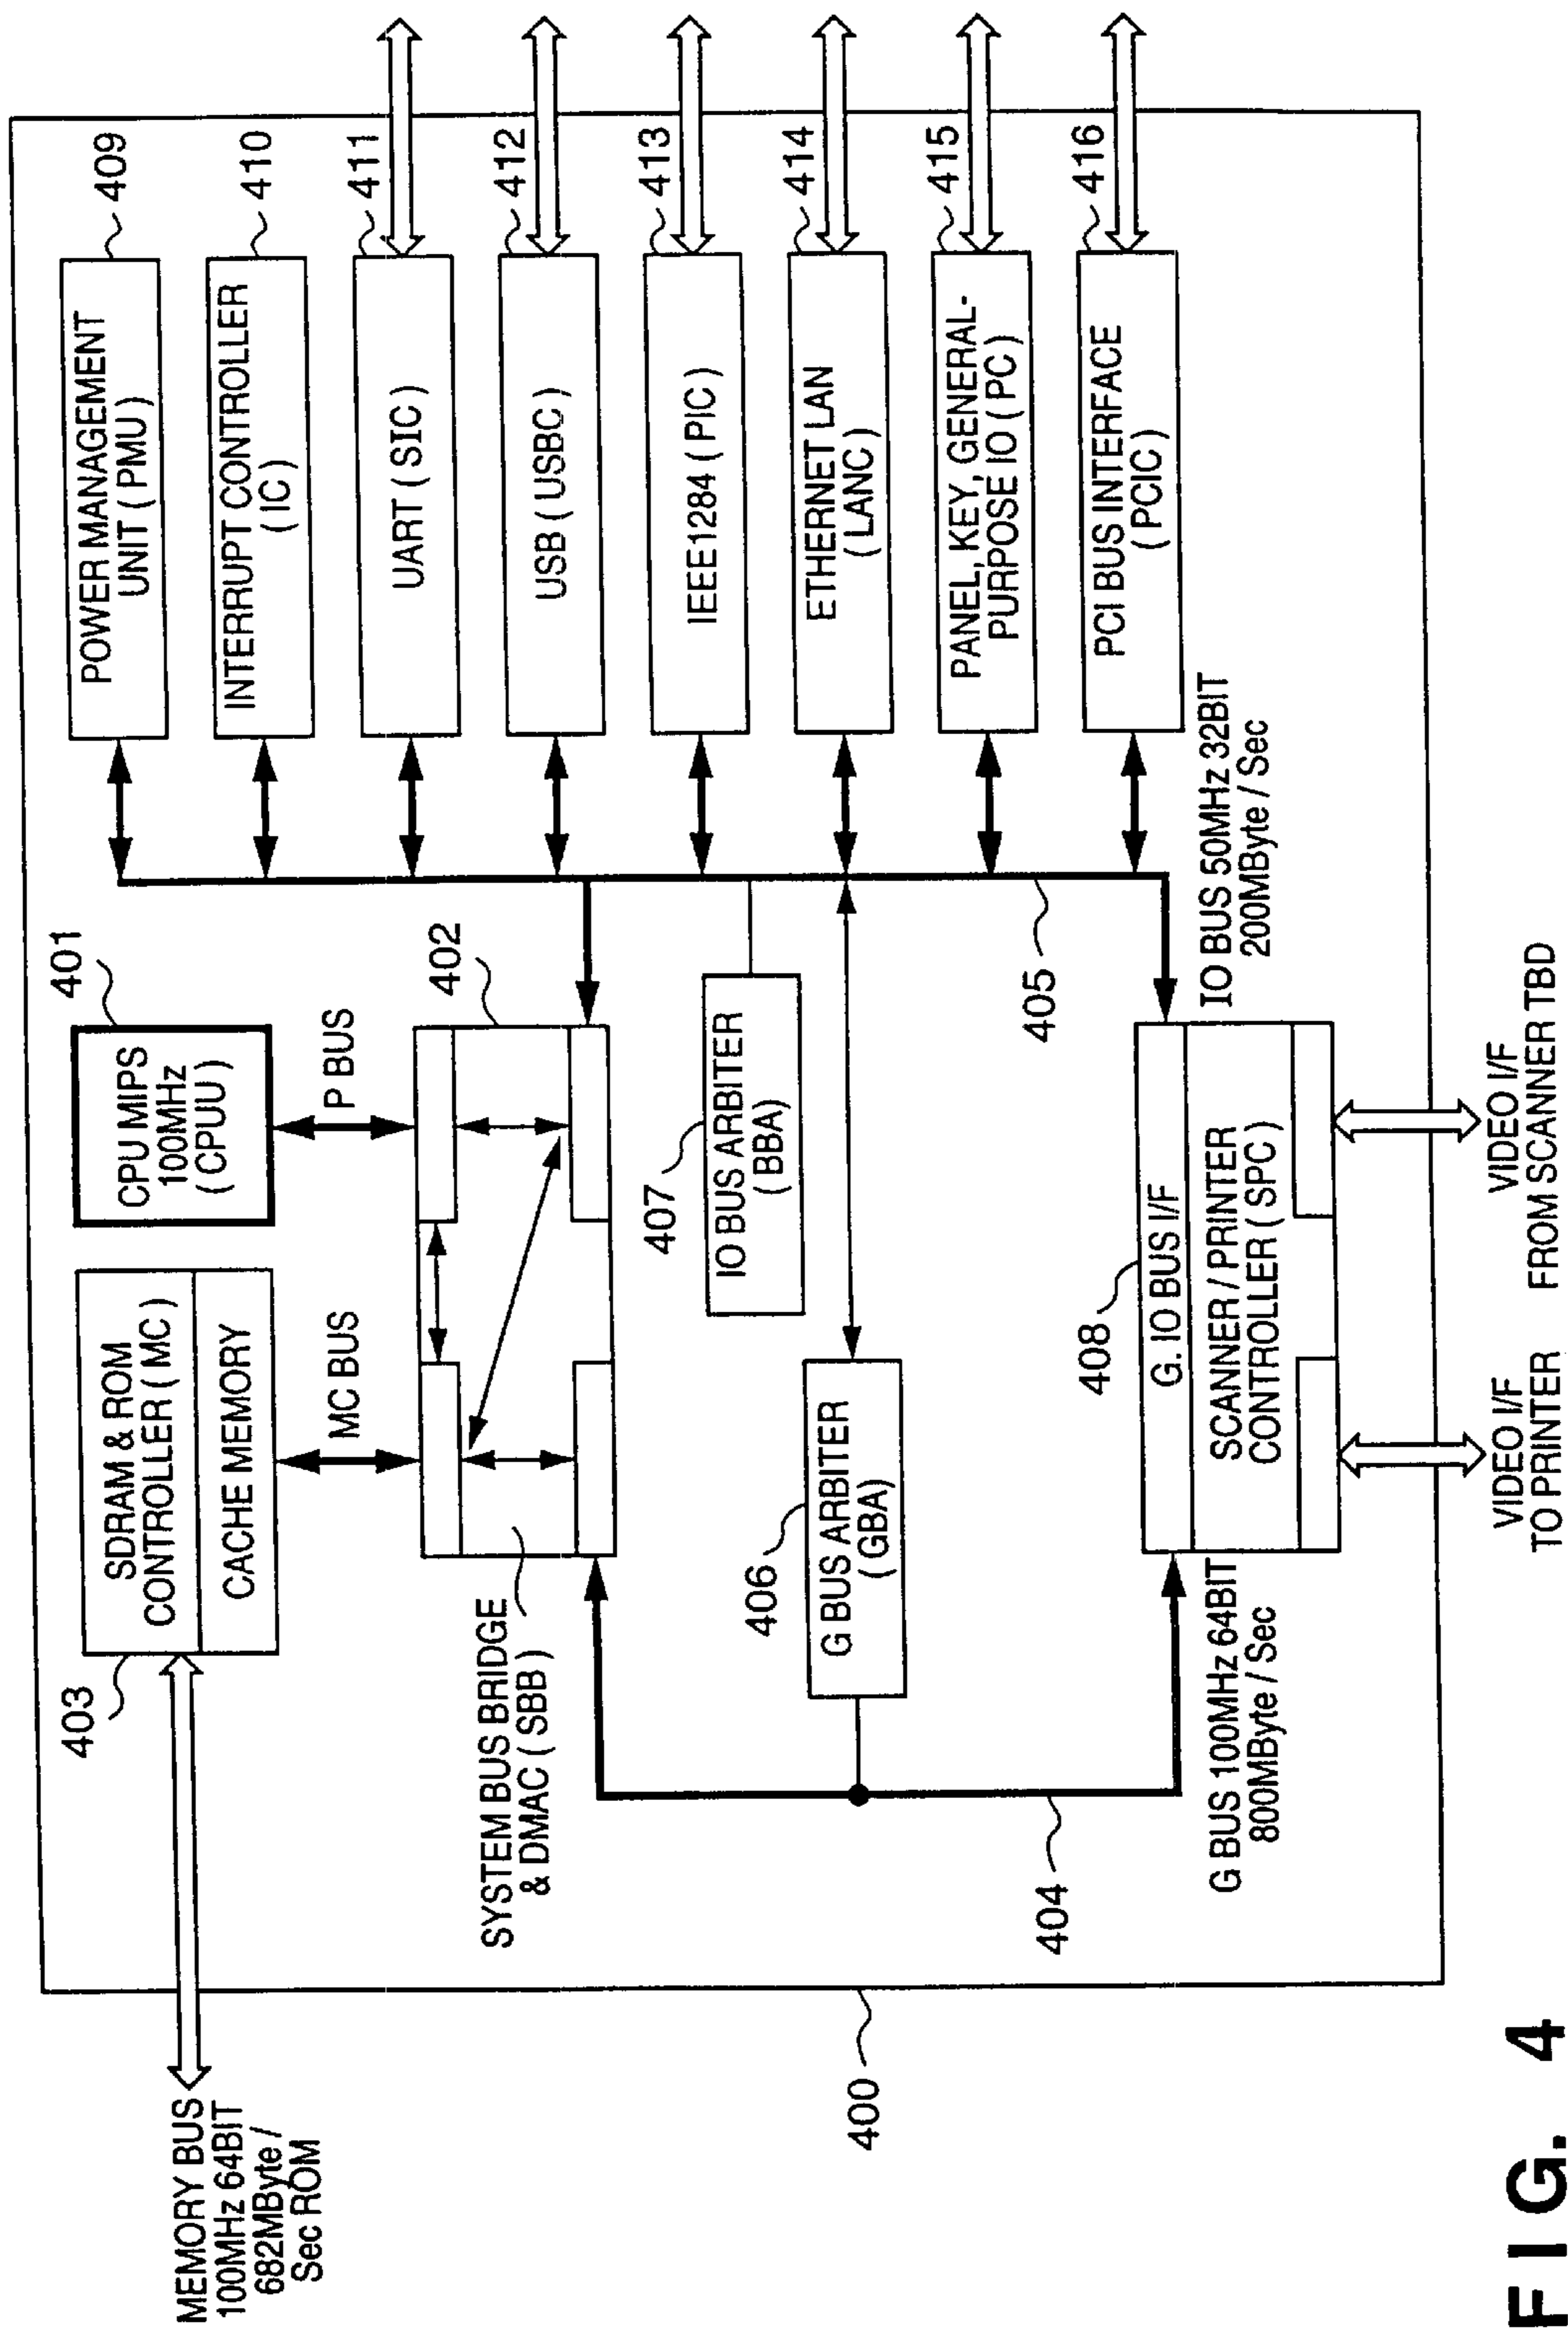 MEMORY BUS
100MHz 64BIT
682MByte /
Sec ROM
403
SDRAM & ROM
CONTROLLER ( MC )
CACHE MEMORY
401
CPU MIPS
100MHz
( CPUU )
MC BUS
P BUS
402
SYSTEM BUS BRIDGE
& DMAC ( SBB )
407
IO BUS ARBITER
( BBA)
406
G BUS ARBITER
(GBA)
405
404
400
408
G. IO BUS I/F
SCANNER / PRINTER
CONTROLLER ( SPC )
G BUS 100MHz 64BIT
800MByte / Sec
IO BUS 50MHz 32BIT
200MByte / Sec
VIDEO I/F
TO PRINTER
VIDEO I/F
FROM SCANNER TBD
POWER MANAGEMENT
UNIT ( PMU )
409
INTERRUPT CONTROLLER
( IC )
410
UART ( SIC )
411
USB ( USBC )
412
IEEE1284 ( PIC )
413
ETHERNET LAN
( LANC )
414
PANEL, KEY, GENERAL-
PURPOSE IO ( PC )
415
PCI BUS INTERFACE
( PCIC )
416
FIG. 4